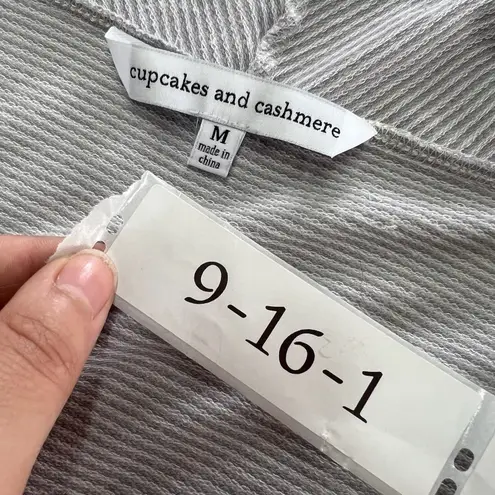 cupcakes and cashmere
M
made in
china
9-16-1